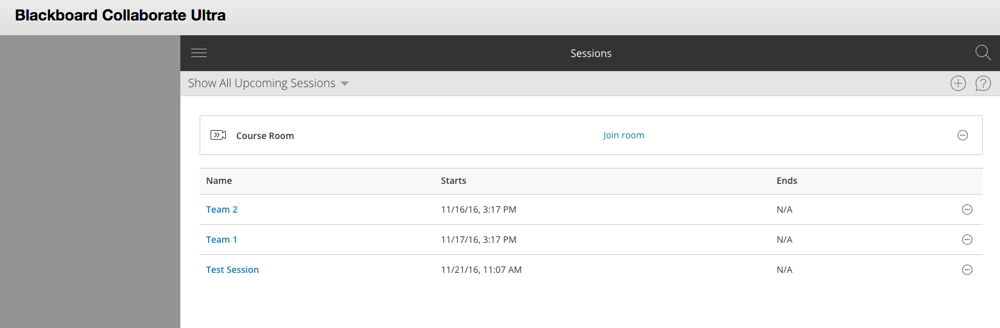 Blackboard Collaborate Ultra
Sessions
Show All Upcoming Sessions
Course Room Join room
Name Starts Ends
Team 2 11/16/16, 3:17 PM N/A
Team 1 11/17/16, 3:17 PM N/A
Test Session 11/21/16, 11:07 AM N/A